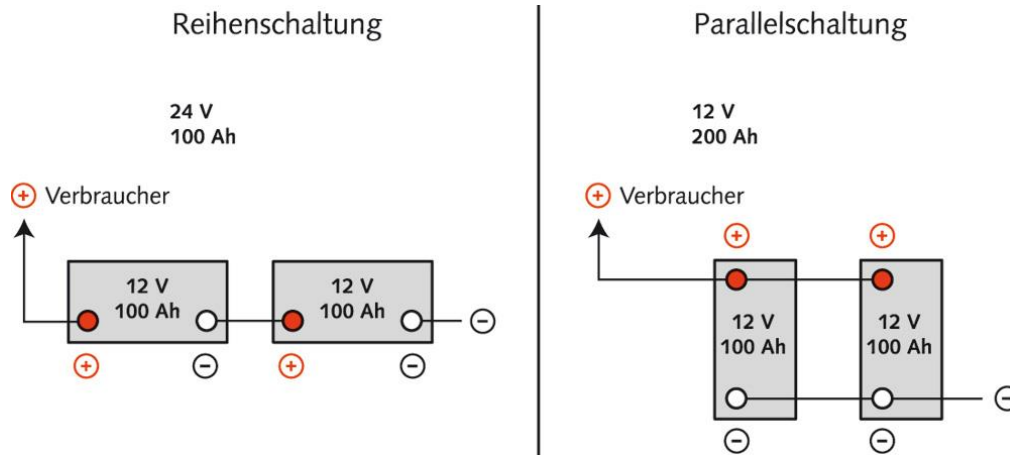 Reihenschaltung
24 V
100 Ah
+ Verbraucher
12 V
100 Ah
12 V
100 Ah
−
+ − + −
Parallelschaltung
12 V
200 Ah
+ Verbraucher
+ +
12 V
100 Ah
12 V
100 Ah
−
− −